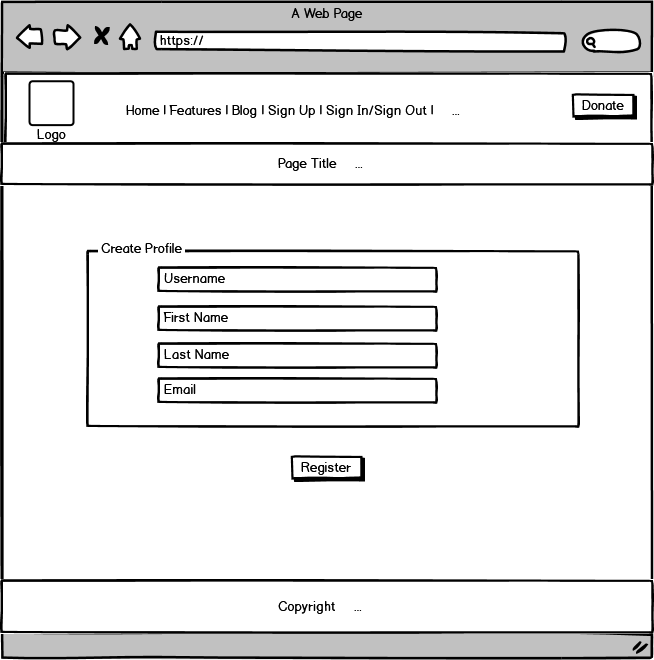 A Web Page
https://
Home | Features | Blog | Sign Up | Sign In/Sign Out | ...
Donate
Logo
Page Title ...
Create Profile
Username
First Name
Last Name
Email
Register
Copyright ...